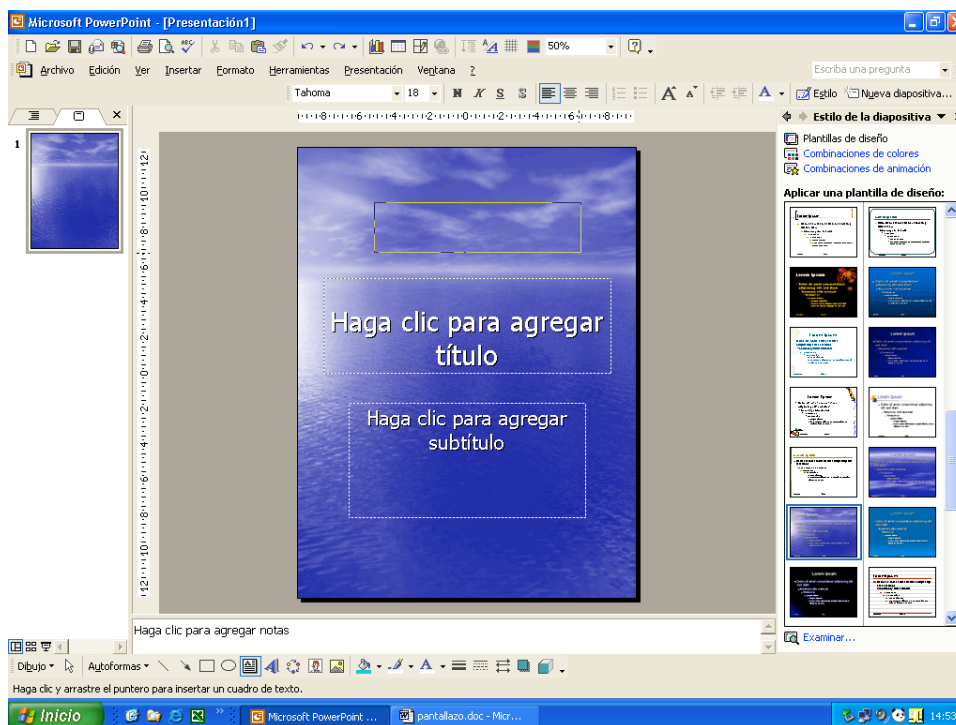 Microsoft PowerPoint - [Presentación1]
50%
Archivo Edición Ver Insertar Formato Herramientas Presentación Ventana ?
Escriba una pregunta
Tahoma 18 N K S S A A A Estilo Nueva diapositiva...
Estilo de la diapositiva
1
Plantillas de diseño
Combinaciones de colores
Combinaciones de animación
Aplicar una plantilla de diseño:
Haga clic para agregar
título
Haga clic para agregar
subtítulo
Examinar...
Haga clic para agregar notas
Dibujo Autoformas
Haga clic y arrastre el puntero para insertar un cuadro de texto.
Inicio Microsoft PowerPoint ... pantallazo.doc - Micr... 14:53